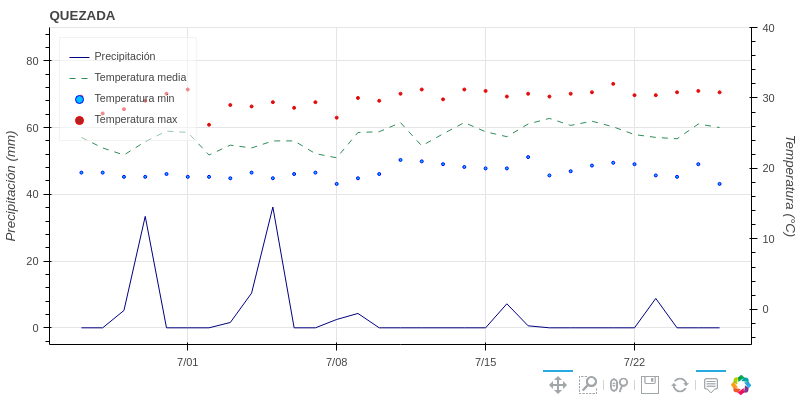 QUEZADA
Precipitación
Temperatura media
Temperatura min
Temperatura max
Precipitación (mm)
80
60
40
20
0
40
30
20
10
0
Temperatura (°C)
7/01
7/08
7/15
7/22